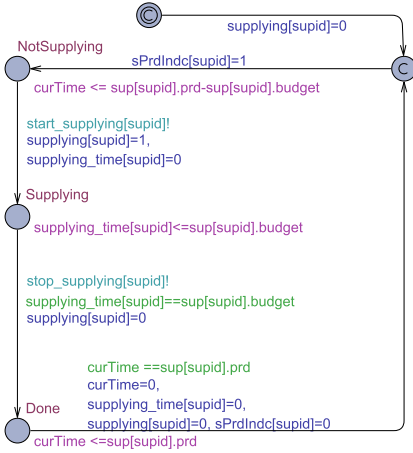 C
supplying[supid]=0
NotSupplying
sPrdIndc[supid]=1
C
curTime <= sup[supid].prd-sup[supid].budget
start_supplying[supid]!
supplying[supid]=1,
supplying_time[supid]=0
Supplying
supplying_time[supid]<=sup[supid].budget
stop_supplying[supid]!
supplying_time[supid]==sup[supid].budget
supplying[supid]=0
curTime ==sup[supid].prd
curTime=0,
supplying_time[supid]=0,
supplying[supid]=0, sPrdIndc[supid]=0
Done
curTime <=sup[supid].prd